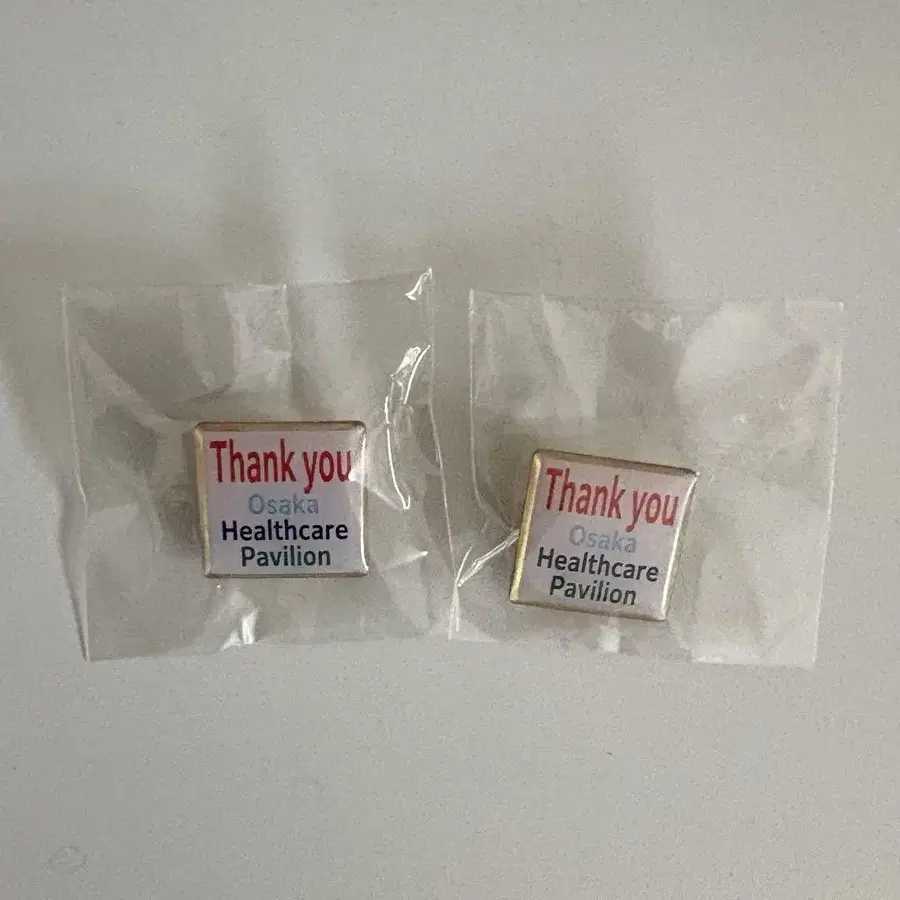 Thank you
Osaka
Healthcare
Pavilion
Thank you
Osaka
Healthcare
Pavilion